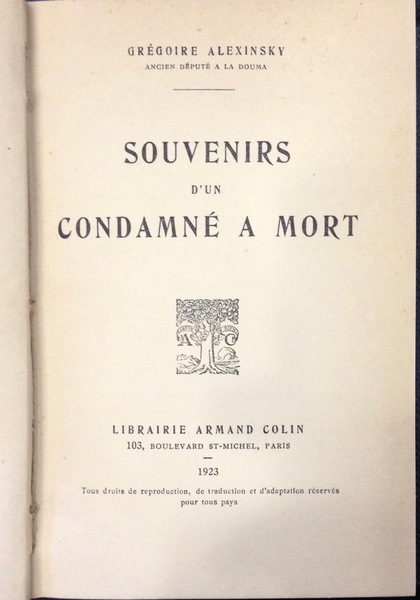 GRÉGOIRE ALEXINSKY
ANCIEN DÉPUTÉ A LA DOUMA
SOUVENIRS
D'UN
CONDAMNÉ A MORT
A C
LIBRAIRIE ARMAND COLIN
103, BOULEVARD ST-MICHEL, PARIS
1923
Tous droits de reproduction, de traduction et d'adaptation réservés
pour tous pays